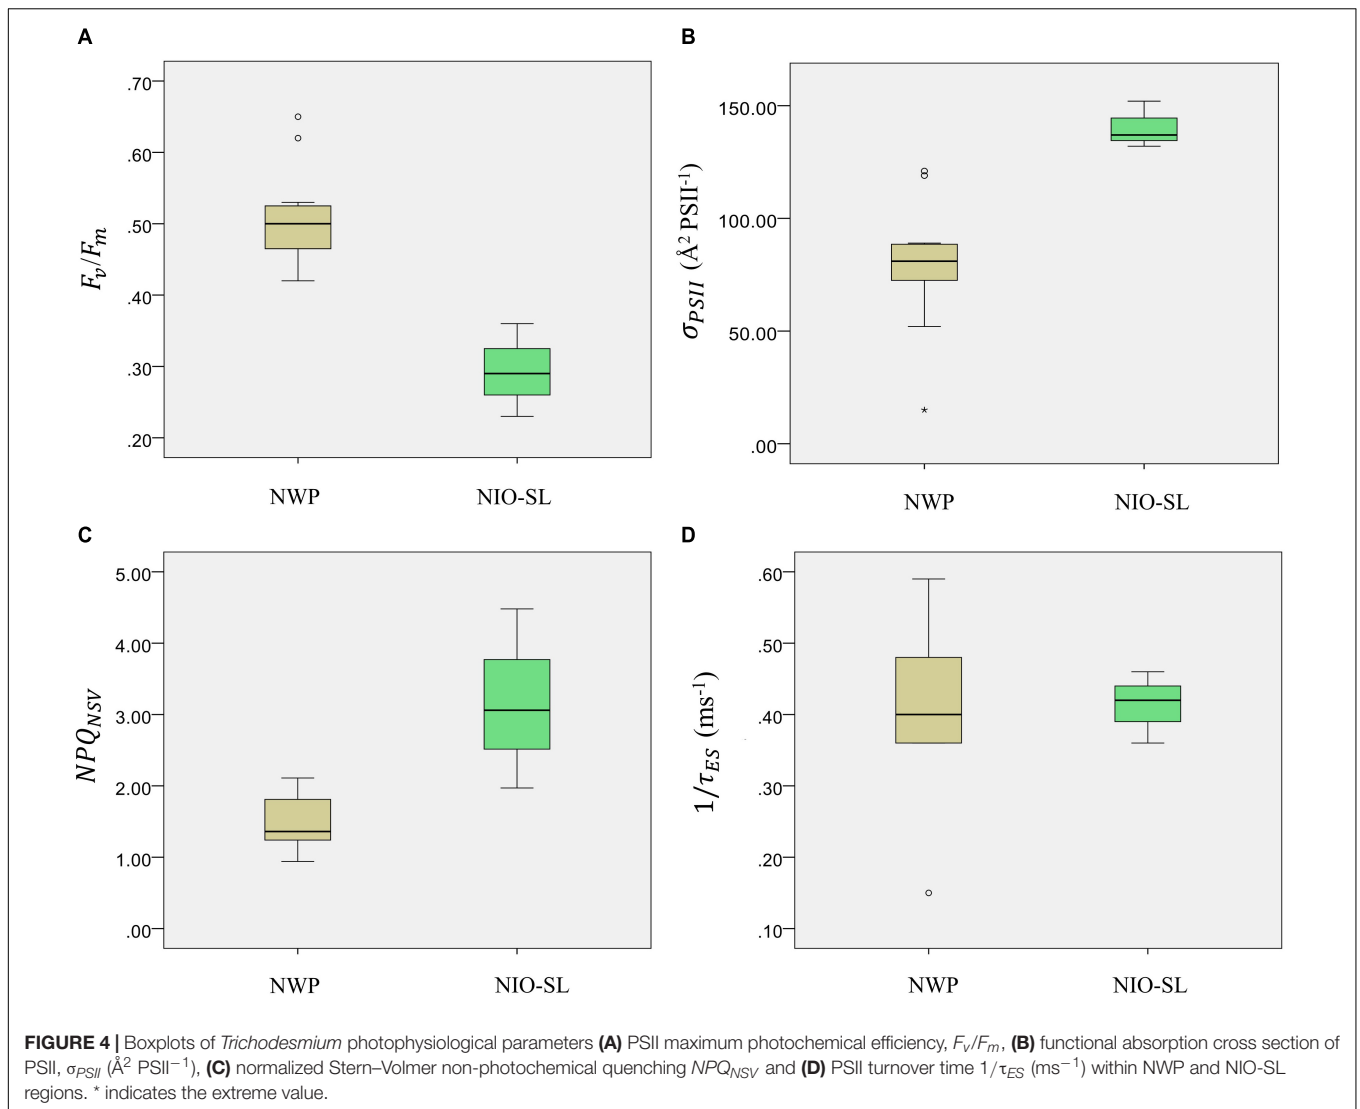 A
.70
.60
.50
.40
.30
.20
F_v/F_m
NWP NIO-SL
B
150.00
100.00
50.00
.00
σ_PSII (Å² PSII⁻¹)
NWP NIO-SL
C
5.00
4.00
3.00
2.00
1.00
.00
NPQ_NSV
NWP NIO-SL
D
.60
.50
.40
.30
.20
.10
1/τ_ES (ms⁻¹)
NWP NIO-SL
*
FIGURE 4 | Boxplots of Trichodesmium photophysiological parameters (A) PSII maximum photochemical efficiency, Fv/Fm, (B) functional absorption cross section of
PSII, σPSII (Å² PSII−1), (C) normalized Stern–Volmer non-photochemical quenching NPQNSV and (D) PSII turnover time 1/τES (ms−1) within NWP and NIO-SL
regions. * indicates the extreme value.